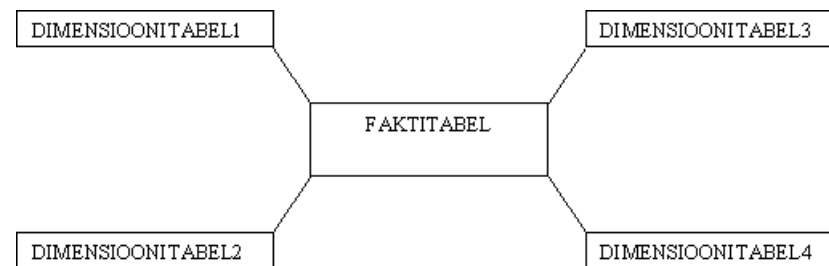 DIMENSIOONITABEL1
DIMENSIOONITABEL3
FAKTITABEL
DIMENSIOONITABEL2
DIMENSIOONITABEL4